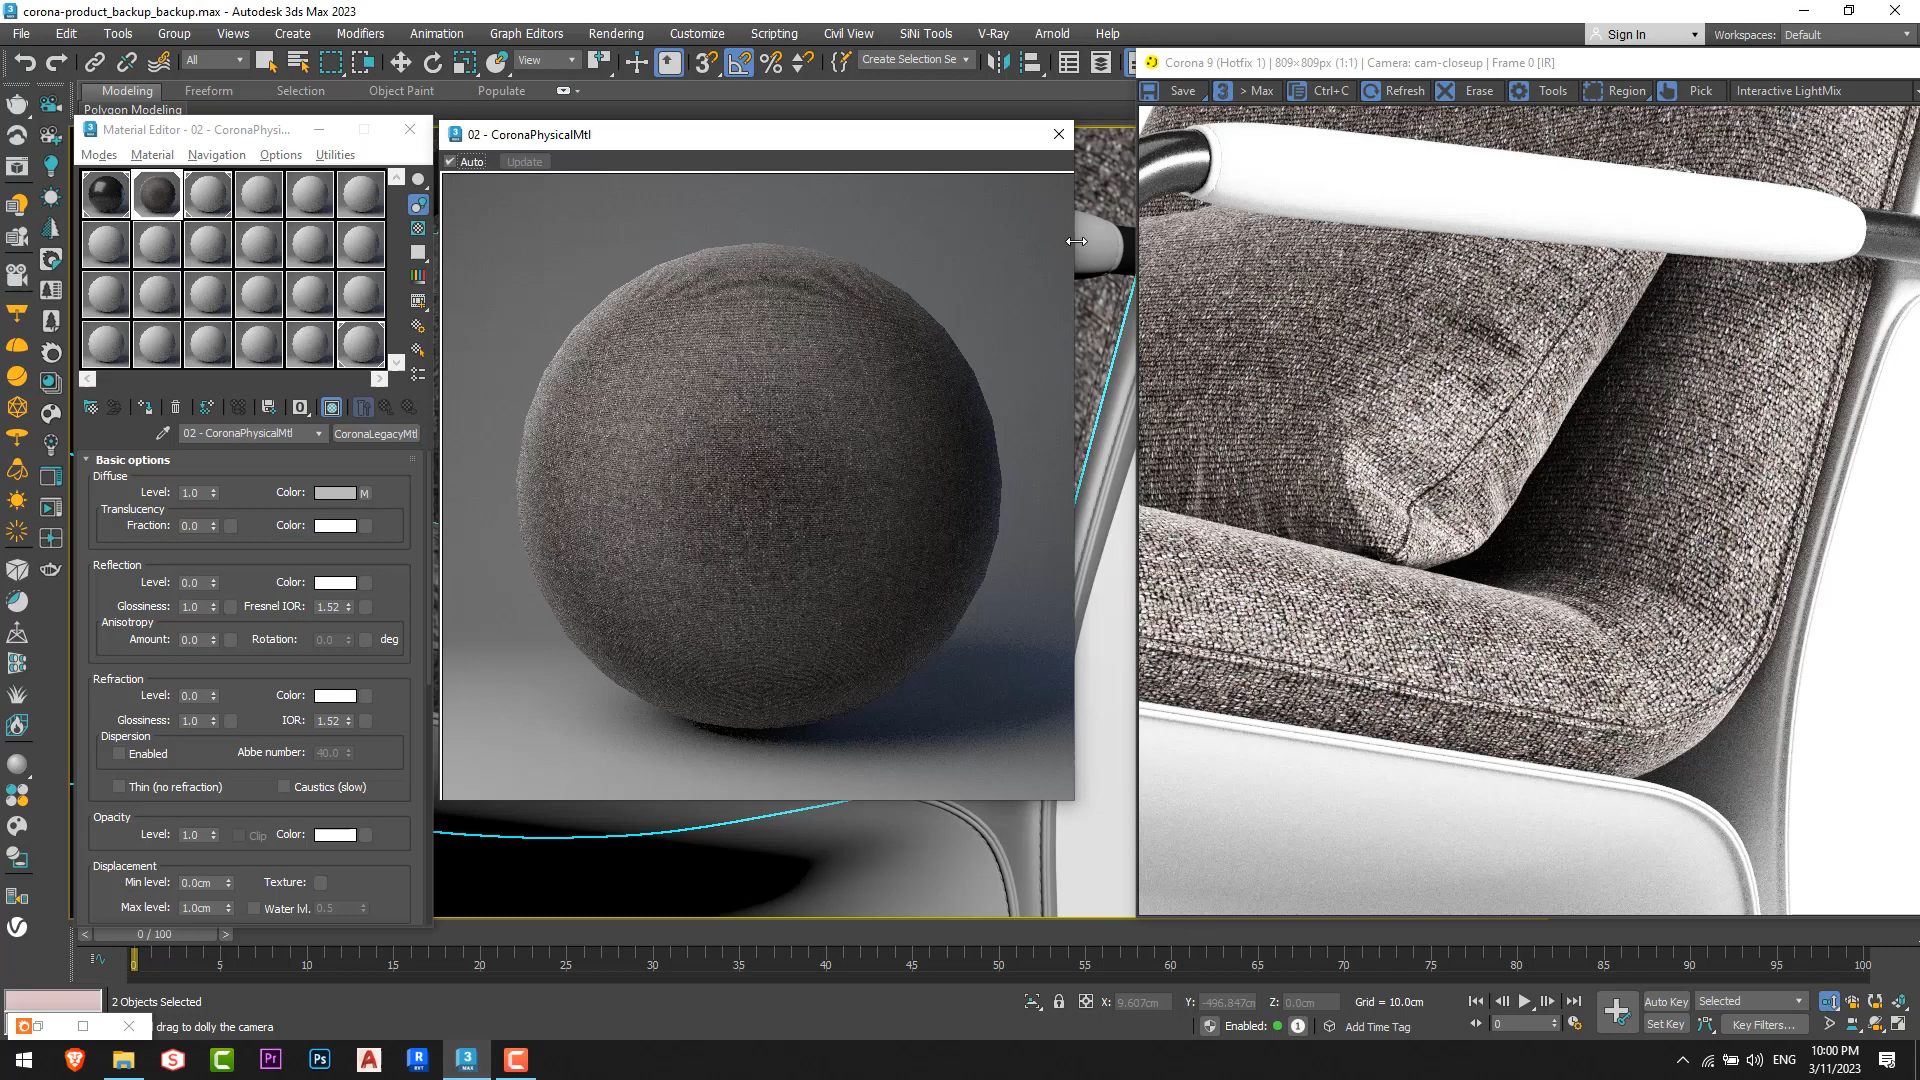 corona-product_backup_backup.max - Autodesk 3ds Max 2023
File Edit Tools Group Views Create Modifiers Animation Graph Editors Rendering Customize Scripting Civil View SiNi Tools V-Ray Arnold Help
Sign In Workspaces: Default
All View Create Selection Se
Corona 9 (Hotfix 1) | 809×809px (1:1) | Camera: cam-closeup | Frame 0 [IR]
Modeling Freeform Selection Object Paint Populate
Save > Max Ctrl+C Refresh Erase Tools Region Pick Interactive LightMix
Polygon Modeling
Material Editor - 02 - CoronaPhysi...
02 - CoronaPhysicalMtl
Modes Material Navigation Options Utilities
Auto Update
02 - CoronaPhysicalMtl CoronaLegacyMtl
Basic options
Diffuse
Level: 1.0 Color: M
Translucency
Fraction: 0.0 Color:
Reflection
Level: 0.0 Color:
Glossiness: 1.0 Fresnel IOR: 1.52
Anisotropy
Amount: 0.0 Rotation: 0.0 deg
Refraction
Level: 0.0 Color:
Glossiness: 1.0 IOR: 1.52
Dispersion
Enabled Abbe number: 40.0
Thin (no refraction) Caustics (slow)
Opacity
Level: 1.0 Clip Color:
Displacement
Min level: 0.0cm Texture:
Max level: 1.0cm Water lvl. 0.5
< 0 / 100 >
0 5 10 15 20 25 30 35 40 45 50 55 60 65 70 75 80 85 90 95 100
2 Objects Selected X: 9.607cm Y: -496.847cm Z: 0.0cm Grid = 10.0cm Auto Key Selected
drag to dolly the camera Enabled: 1 Add Time Tag 0 Set Key Key Filters...
ENG 10:00 PM
3/11/2023